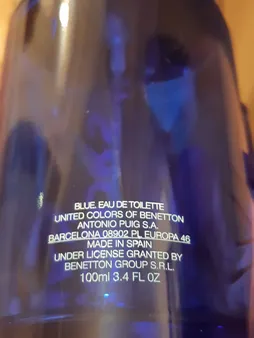 BLUE. EAU DE TOILETTE
UNITED COLORS OF BENETTON
ANTONIO PUIG S.A.
BARCELONA 08902 PL EUROPA 46
MADE IN SPAIN
UNDER LICENSE GRANTED BY
BENETTON GROUP S.R.L.
100ml 3.4 FL OZ